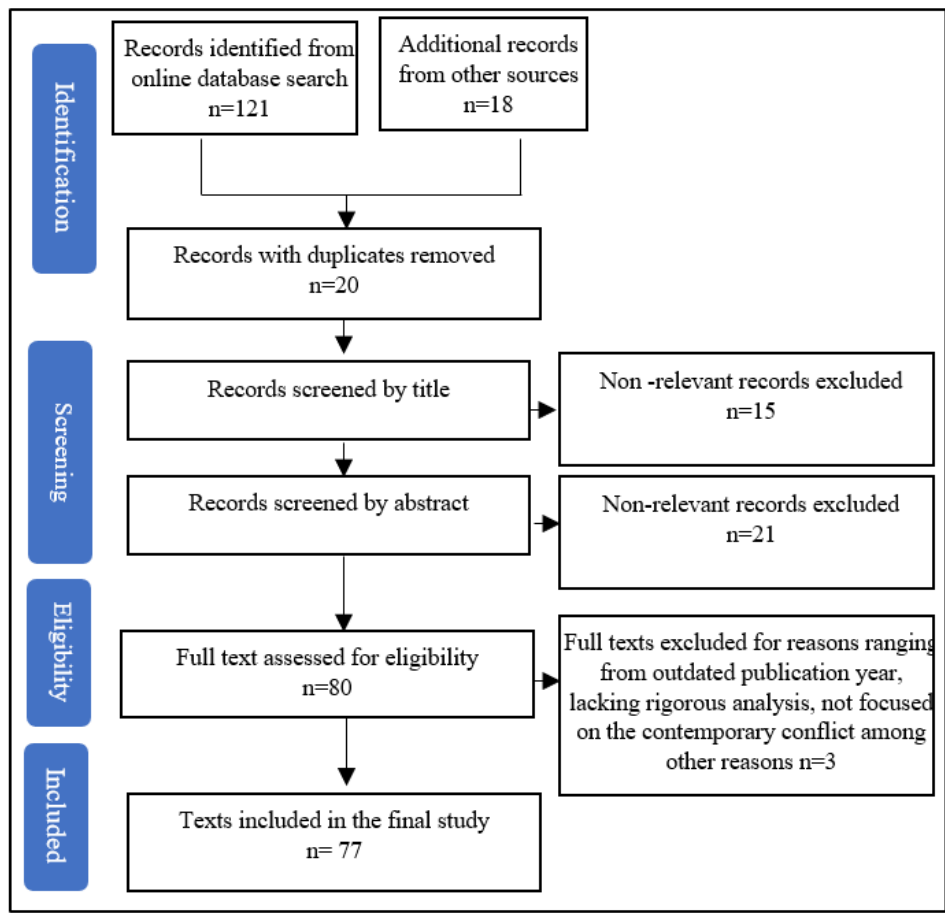 Identification
Records identified from
online database search
n=121
Additional records
from other sources
n=18
Records with duplicates removed
n=20
Screening
Records screened by title
Non -relevant records excluded
n=15
Records screened by abstract
Non-relevant records excluded
n=21
Eligibility
Full text assessed for eligibility
n=80
Full texts excluded for reasons ranging
from outdated publication year,
lacking rigorous analysis, not focused
on the contemporary conflict among
other reasons n=3
Included
Texts included in the final study
n= 77